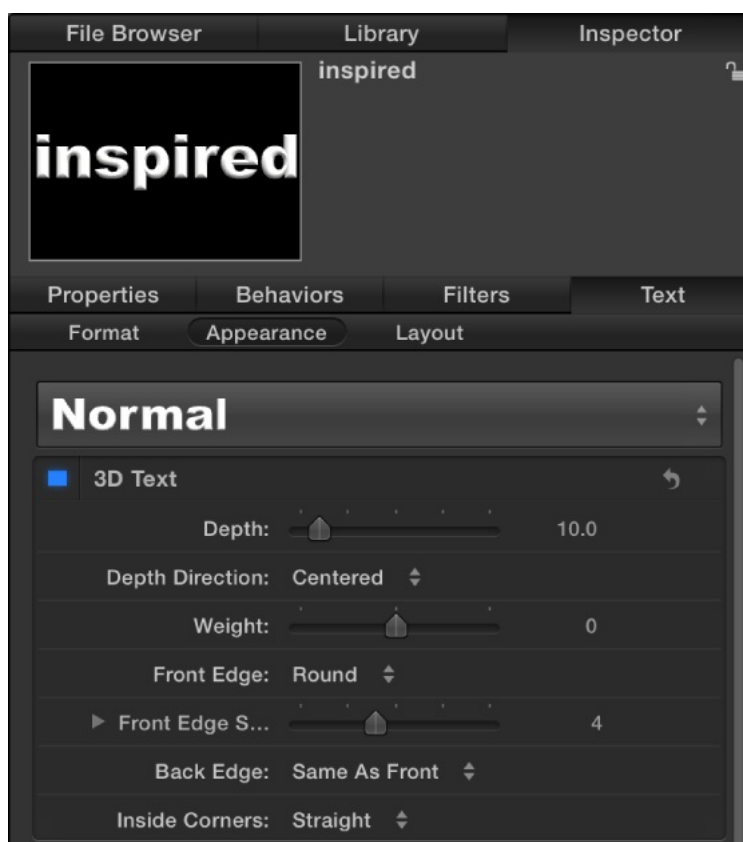 File Browser Library Inspector
inspired
inspired
Properties Behaviors Filters Text
Format Appearance Layout
Normal
3D Text
Depth: 10.0
Depth Direction: Centered
Weight: 0
Front Edge: Round
Front Edge S... 4
Back Edge: Same As Front
Inside Corners: Straight